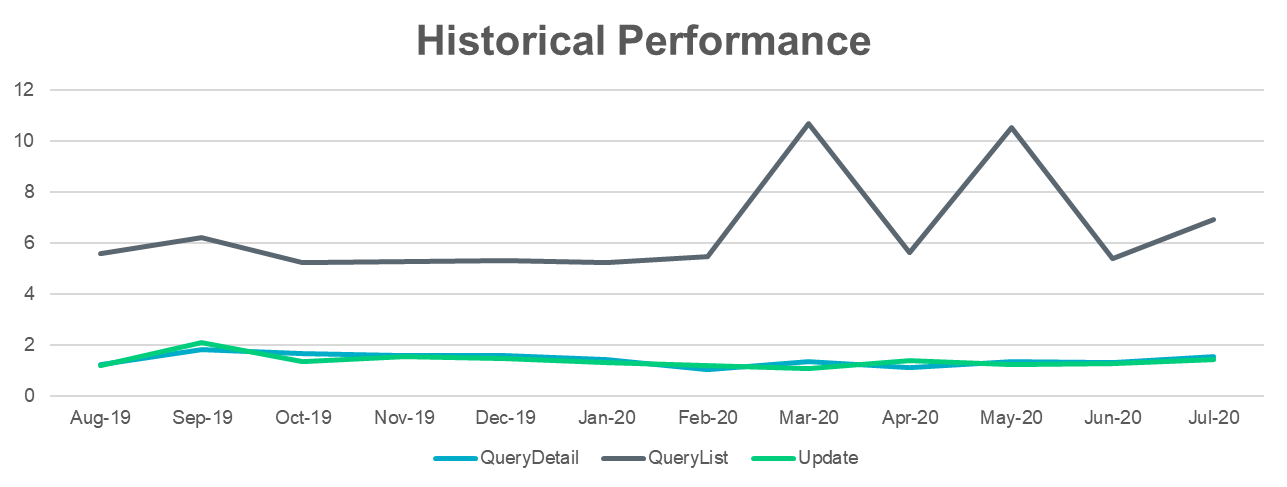 Historical Performance
12
10
8
6
4
2
0
Aug-19 Sep-19 Oct-19 Nov-19 Dec-19 Jan-20 Feb-20 Mar-20 Apr-20 May-20 Jun-20 Jul-20
QueryDetail QueryList Update